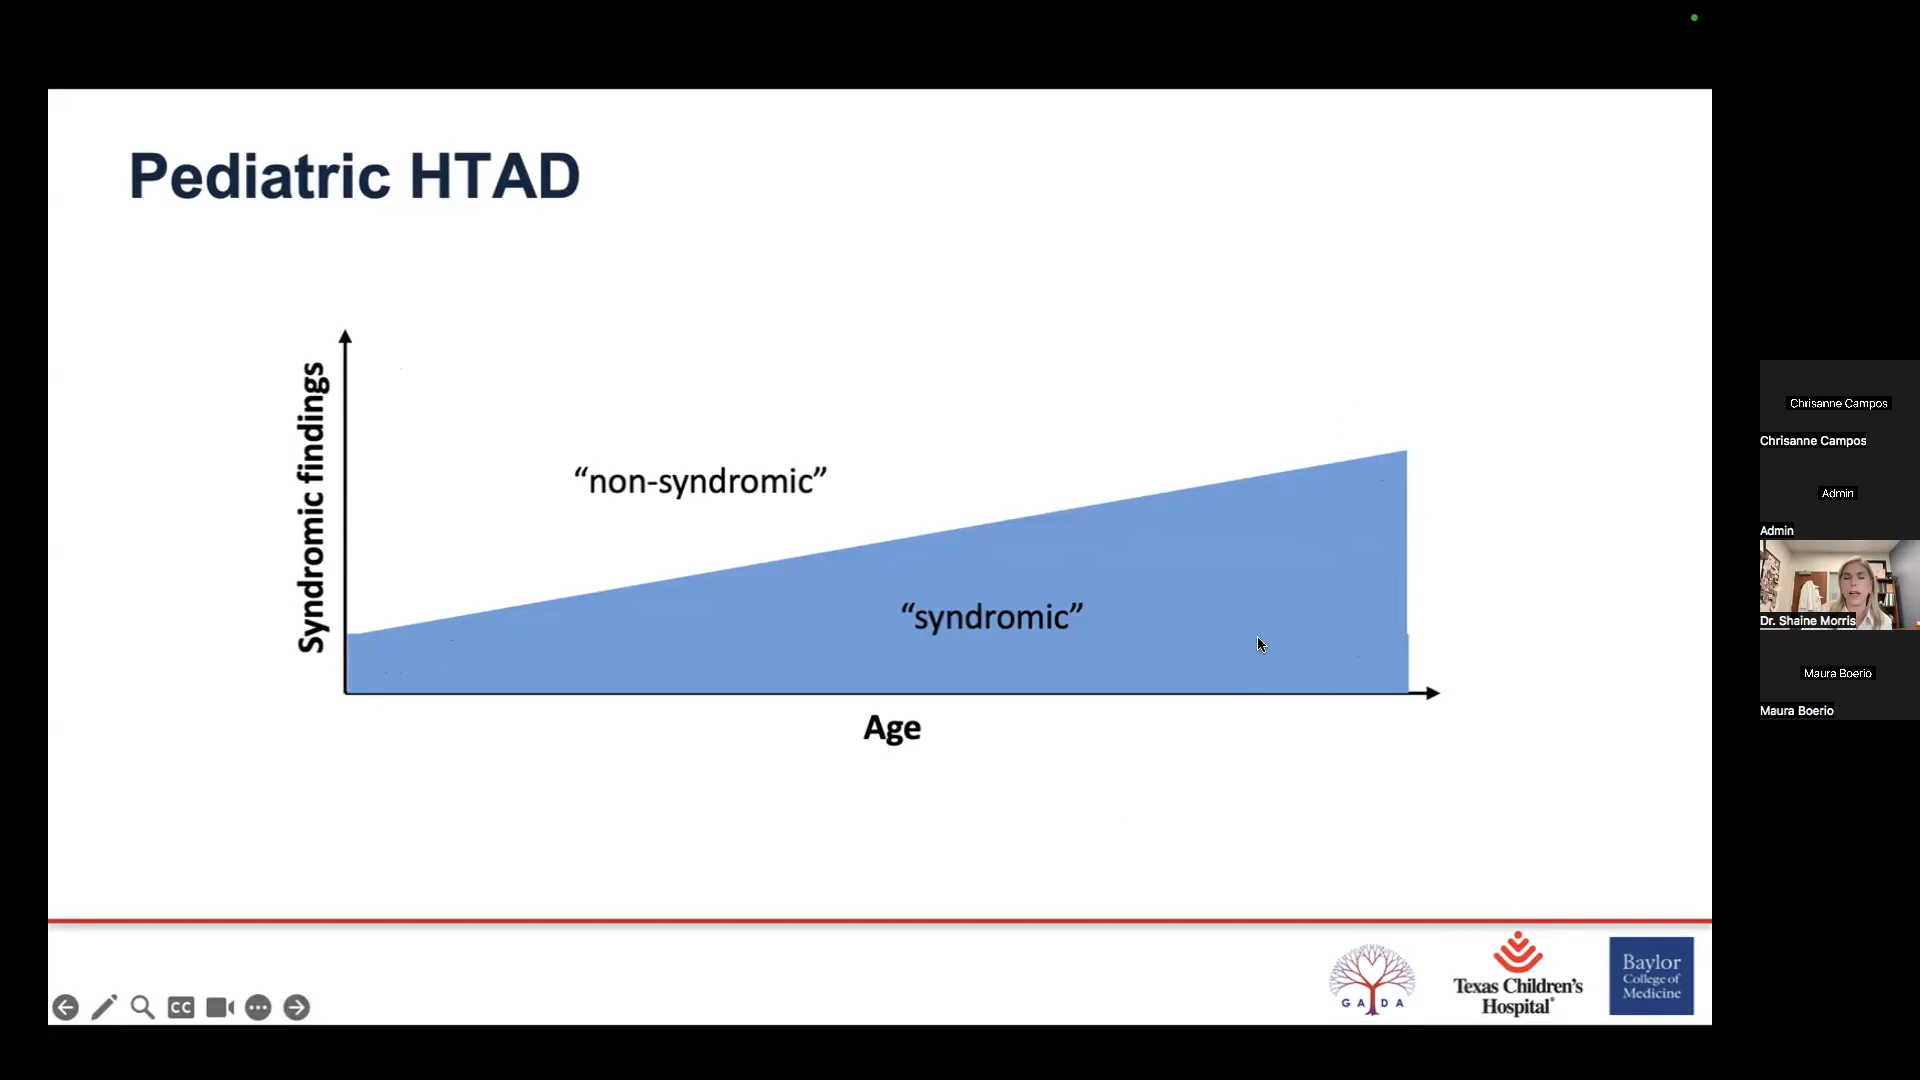 Pediatric HTAD
Syndromic findings
“non-syndromic”
“syndromic”
Age
GADA
Texas Children's
Hospital®
Baylor
College of
Medicine
CC
Chrisanne Campos
Chrisanne Campos
Admin
Admin
Dr. Shaine Morris
Maura Boerio
Maura Boerio